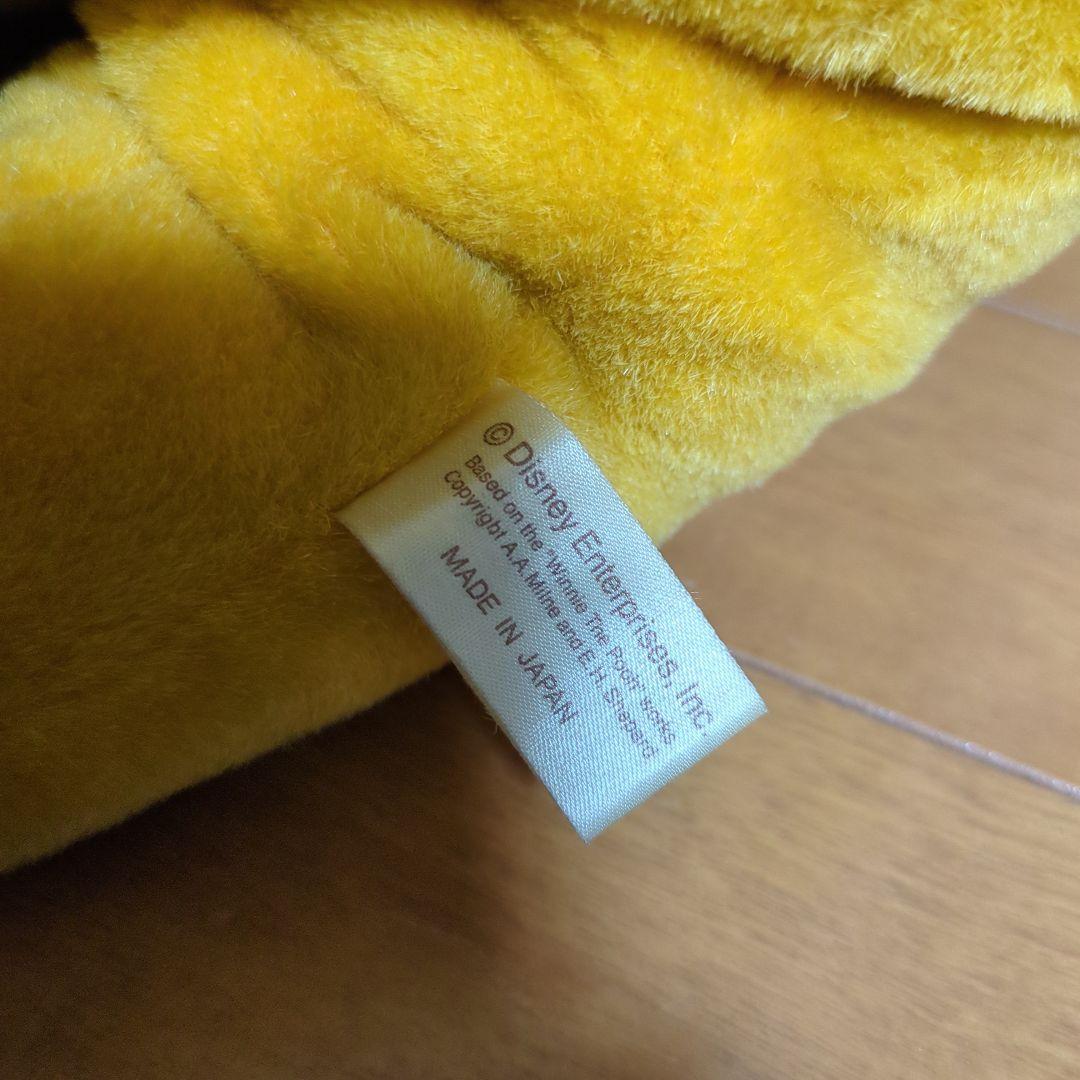 © Disney Enterprises, Inc.
Based on the "Winnie The Pooh" works
Copyright A.A.Milne and E.H.Shepard
MADE IN JAPAN